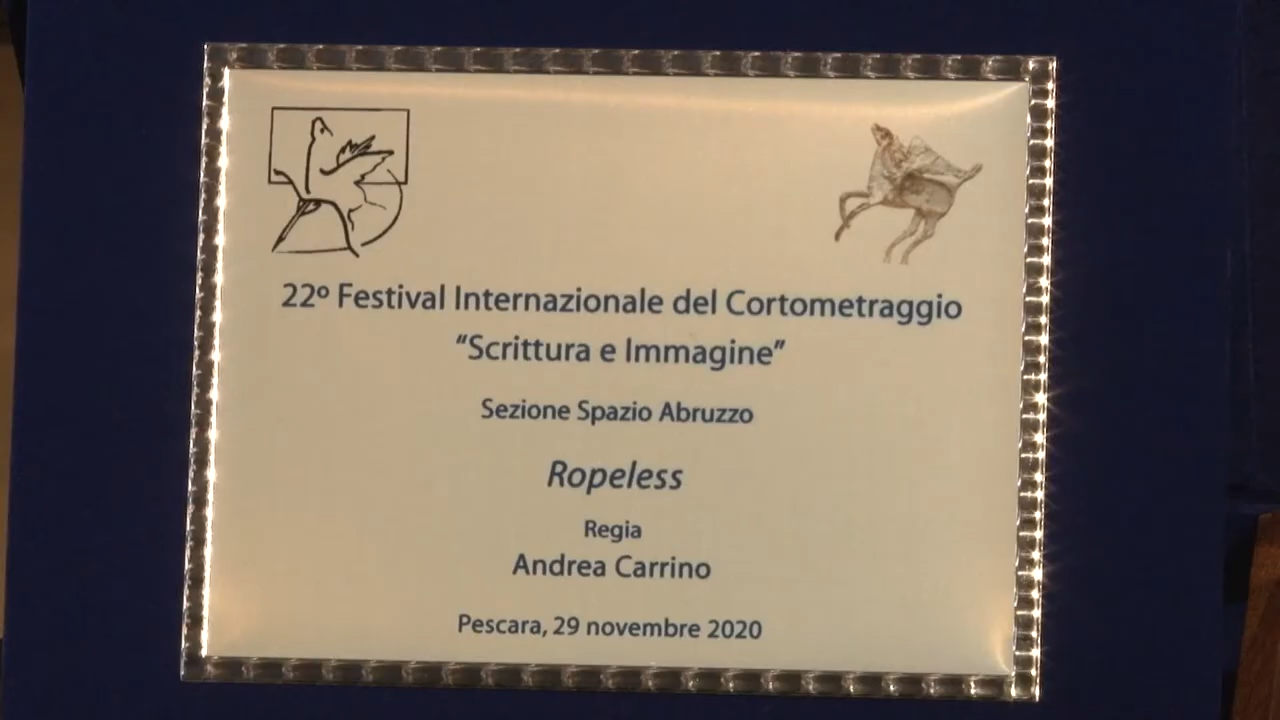 22º Festival Internazionale del Cortometraggio
“Scrittura e Immagine”
Sezione Spazio Abruzzo
Ropeless
Regia
Andrea Carrino
Pescara, 29 novembre 2020